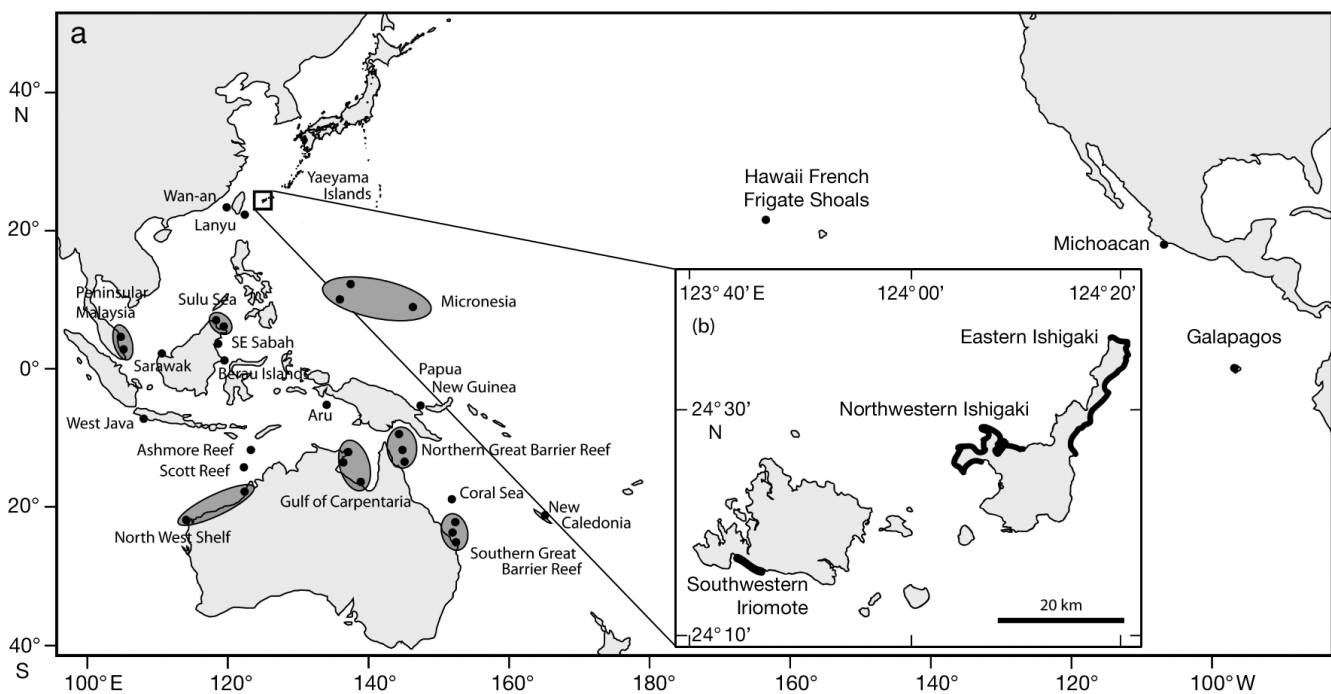 a
40°
N
20°
0°
20°
40°
S
100° E
120°
140°
160°
180°
160°
140°
120°
100° W
Yaeyama
Islands
Wan-an
Lanyu
Hawaii French
Frigate Shoals
Michoacan
Galapagos
Peninsular
Malaysia
Sulu Sea
Micronesia
SE Sabah
Sarawak
Berau Islands
Papua
New Guinea
West Java
Aru
Ashmore Reef
Scott Reef
Northern Great Barrier Reef
Gulf of Carpentaria
Coral Sea
New
Caledonia
North West Shelf
Southern Great
Barrier Reef
123° 40' E
124° 00'
124° 20'
(b)
Eastern Ishigaki
Northwestern Ishigaki
24° 30'
N
Southwestern
Iriomote
20 km
24° 10'